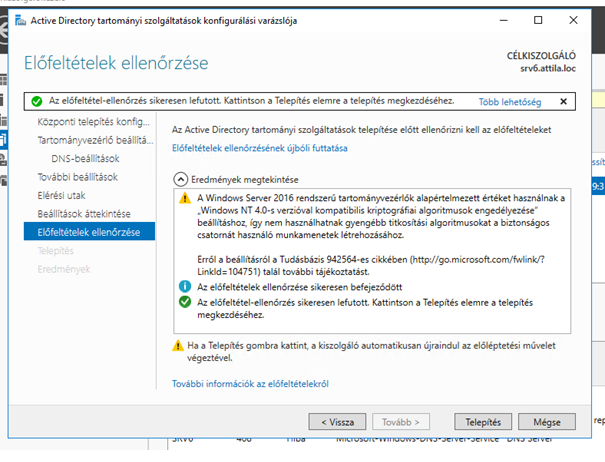 Active Directory tartományi szolgáltatások konfigurálási varázslója
Előfeltételek ellenőrzése
CÉLKISZOLGÁLÓ
srv6.attila.loc
Az előfeltétel-ellenőrzés sikeresen lefutott. Kattintson a Telepítés elemre a telepítés megkezdéséhez.
Több lehetőség
Központi telepítés konfig...
Tartományvezérlő beállítá...
DNS-beállítások
További beállítások
Elérési utak
Beállítások áttekintése
Előfeltételek ellenőrzése
Telepítés
Eredmények
Az Active Directory tartományi szolgáltatások telepítése előtt ellenőrizni kell az előfeltételeket
Előfeltételek ellenőrzésének újbóli futtatása
Eredmények megtekintése
A Windows Server 2016 rendszerű tartományvezérlők alapértelmezett értéket használnak a
„Windows NT 4.0-s verzióval kompatibilis kriptográfiai algoritmusok engedélyezése”
beállításhoz, így nem használhatnak gyengébb titkosítási algoritmusokat a biztonságos
csatornát használó munkamenetek létrehozásához.
Erről a beállításról a Tudásbázis 942564-es cikkében (http://go.microsoft.com/fwlink/?
LinkId=104751) talál további tájékoztatást.
Az előfeltételek ellenőrzése sikeresen befejeződött
Az előfeltétel-ellenőrzés sikeresen lefutott. Kattintson a Telepítés elemre a telepítés
megkezdéséhez.
Ha a Telepítés gombra kattint, a kiszolgáló automatikusan újraindul az előléptetési művelet
végeztével.
További információk az előfeltételekről
< Vissza
Tovább >
Telepítés
Mégse
SRV6 408 Hiba Microsoft-Windows-DNS-Server-Service DNS Server